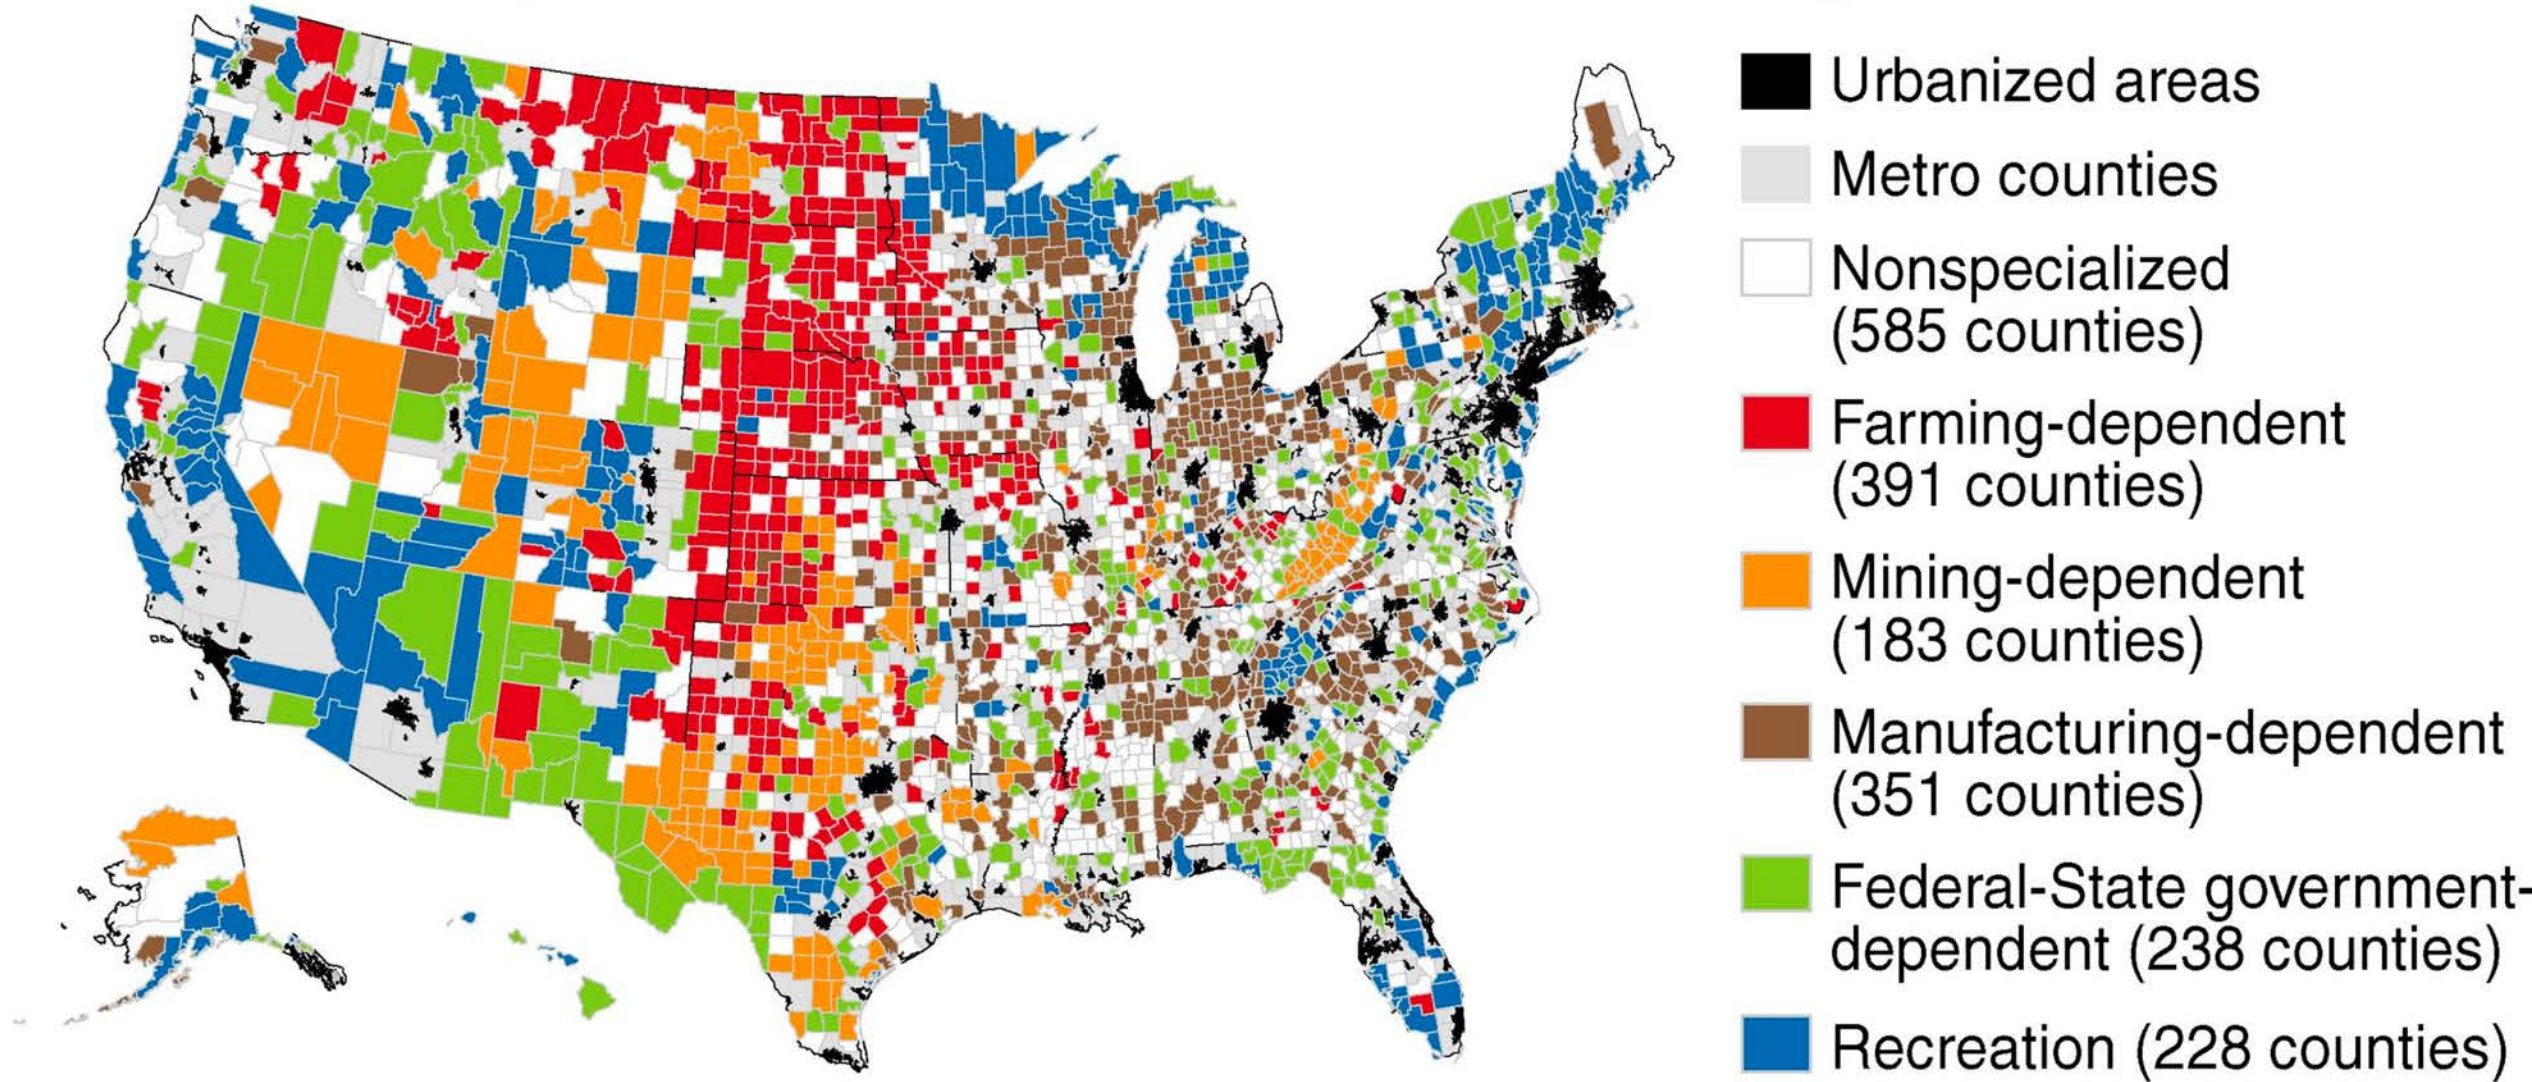 Urbanized areas
Metro counties
Nonspecialized
(585 counties)
Farming-dependent
(391 counties)
Mining-dependent
(183 counties)
Manufacturing-dependent
(351 counties)
Federal-State government-
dependent (238 counties)
Recreation (228 counties)